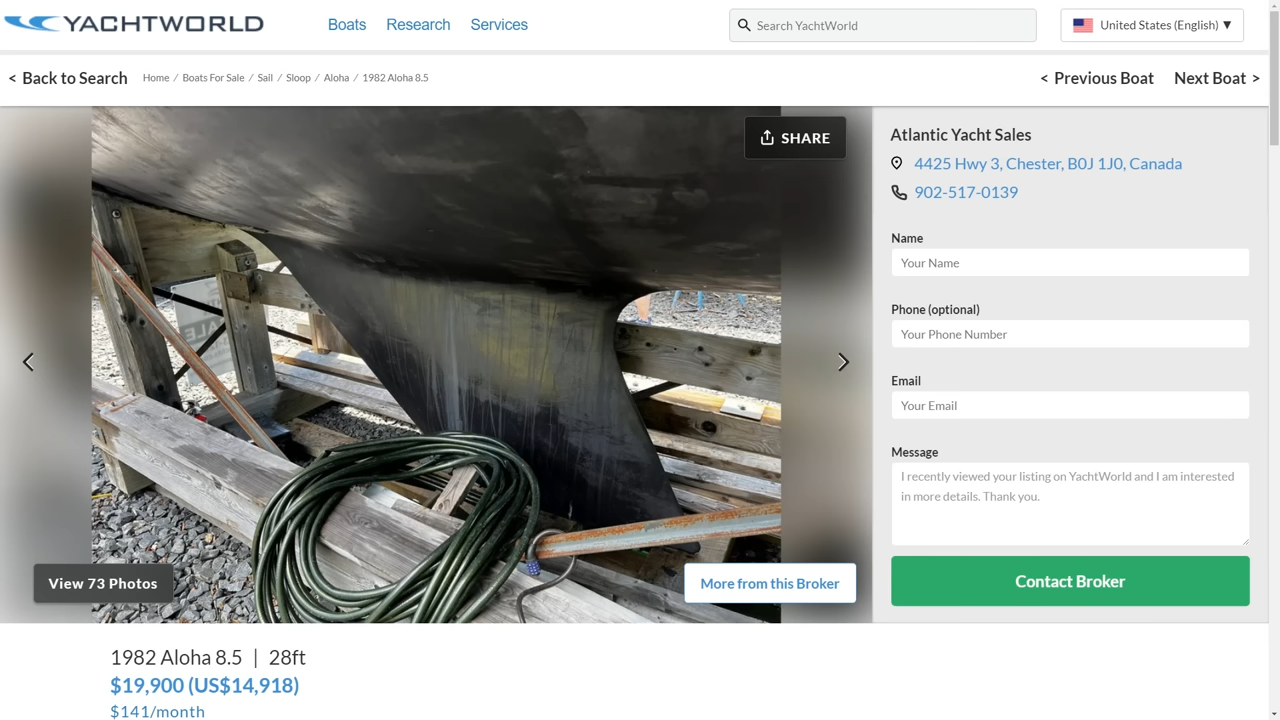 YACHTWORLD
Boats
Research
Services
Search YachtWorld
United States (English) ▼
< Back to Search
Home / Boats For Sale / Sail / Sloop / Aloha / 1982 Aloha 8.5
< Previous Boat
Next Boat >
SHARE
View 73 Photos
More from this Broker
Atlantic Yacht Sales
4425 Hwy 3, Chester, B0J 1J0, Canada
902-517-0139
Name
Your Name
Phone (optional)
Your Phone Number
Email
Your Email
Message
I recently viewed your listing on YachtWorld and I am interested
in more details. Thank you.
Contact Broker
1982 Aloha 8.5 | 28ft
$19,900 (US$14,918)
$141/month